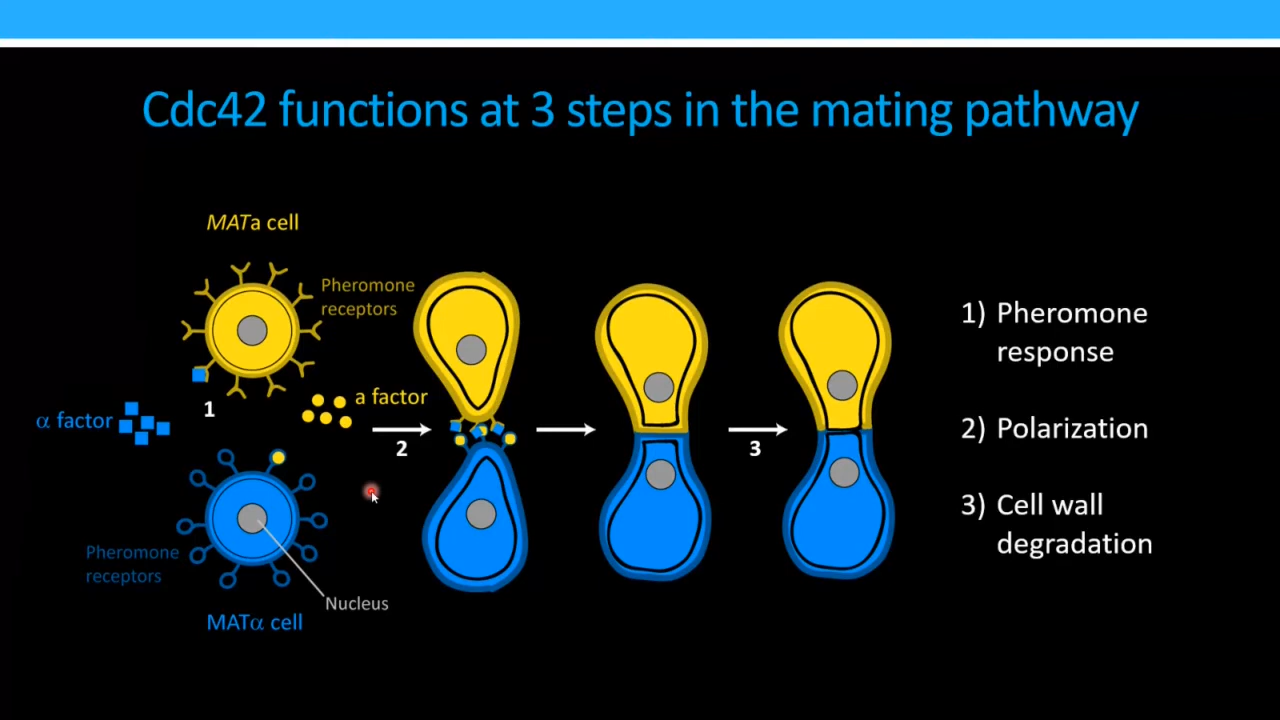 Cdc42 functions at 3 steps in the mating pathway
MATa cell
Pheromone
receptors
α factor
1
a factor
2
3
Pheromone
receptors
Nucleus
MATα cell
1) Pheromone
response
2) Polarization
3) Cell wall
degradation